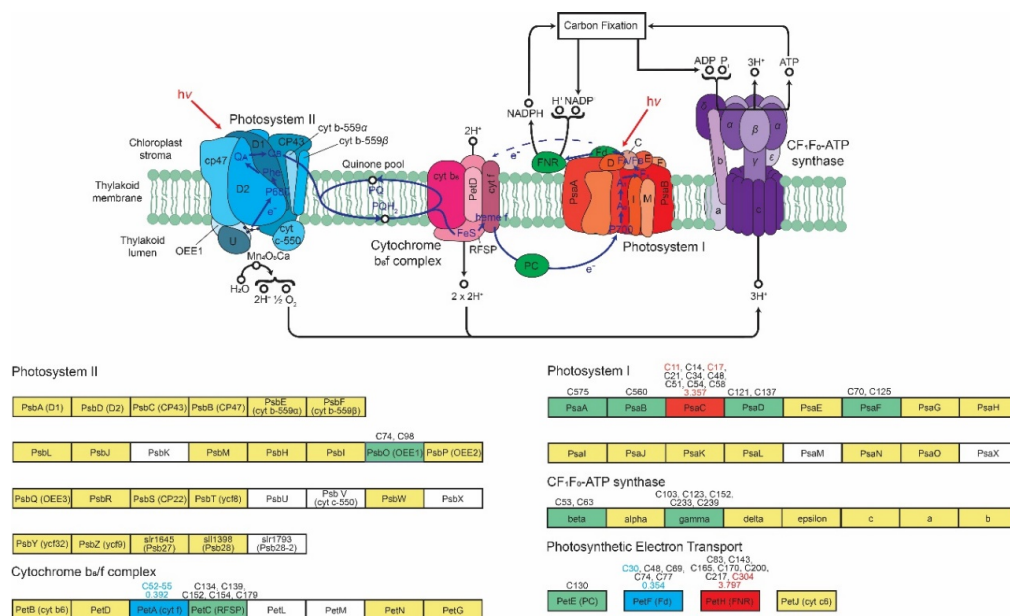 Carbon Fixation
ADP Pi 3H⁺ ATP
NADPH
H⁺ NADP
hν
hν
Photosystem II
cyt b-559α
cyt b-559β
Chloroplast stroma
Thylakoid membrane
Thylakoid lumen
cp47
D1
CP43
QA
QB
Phe
D2
P680
e⁻
U
cyt c-550
OEE1
Mn₄O₅Ca
H₂O
2H⁺ ½ O₂
Quinone pool
PQ
PQH₂
2H⁺
cyt b₆
PetD
cyt f
heme f
FeS
RFSP
Cytochrome b₆f complex
2 x 2H⁺
e⁻
FNR
Fd
C
D
FA/FB
E
F
PsaA
PsaB
I
M
P700
Photosystem I
PC
e⁻
CF₁F₀-ATP synthase
δ
α
β
α
b
γ
ε
a
c
3H⁺
Photosystem II
PsbA (D1) PsbD (D2) PsbC (CP43) PsbB (CP47) PsbE (cyt b-559α) PsbF (cyt b-559β)
C74, C98
PsbL PsbJ PsbK PsbM PsbH PsbI PsbO (OEE1) PsbP (OEE2)
PsbQ (OEE3) PsbR PsbS (CP22) PsbT (ycf8) PsbU Psb V (cyt c-550) PsbW PsbX
PsbY (ycf32) PsbZ (ycf9) slr1645 (Psb27) sll1398 (Psb28) slr1793 (Psb28-2)
Cytochrome b₆/f complex
C52-55
0.392
C134, C139,
C152, C154, C179
PetB (cyt b6) PetD PetA (cyt f) PetC (RFSP) PetL PetM PetN PetG
Photosystem I
C11, C14, C17,
C21, C34, C48,
C51, C54, C58
C575 C560 3.357 C121, C137 C70, C125
PsaA PsaB PsaC PsaD PsaE PsaF PsaG PsaH
PsaI PsaJ PsaK PsaL PsaM PsaN PsaO PsaX
CF₁F₀-ATP synthase
C53, C63
C103, C123, C152,
C233, C239
beta alpha gamma delta epsilon c a b
Photosynthetic Electron Transport
C130
C30, C48, C69,
C74, C77
0.354
C83, C143,
C165, C170, C200,
C217, C304
3.797
PetE (PC) PetF (Fd) PetH (FNR) PetJ (cyt c6)